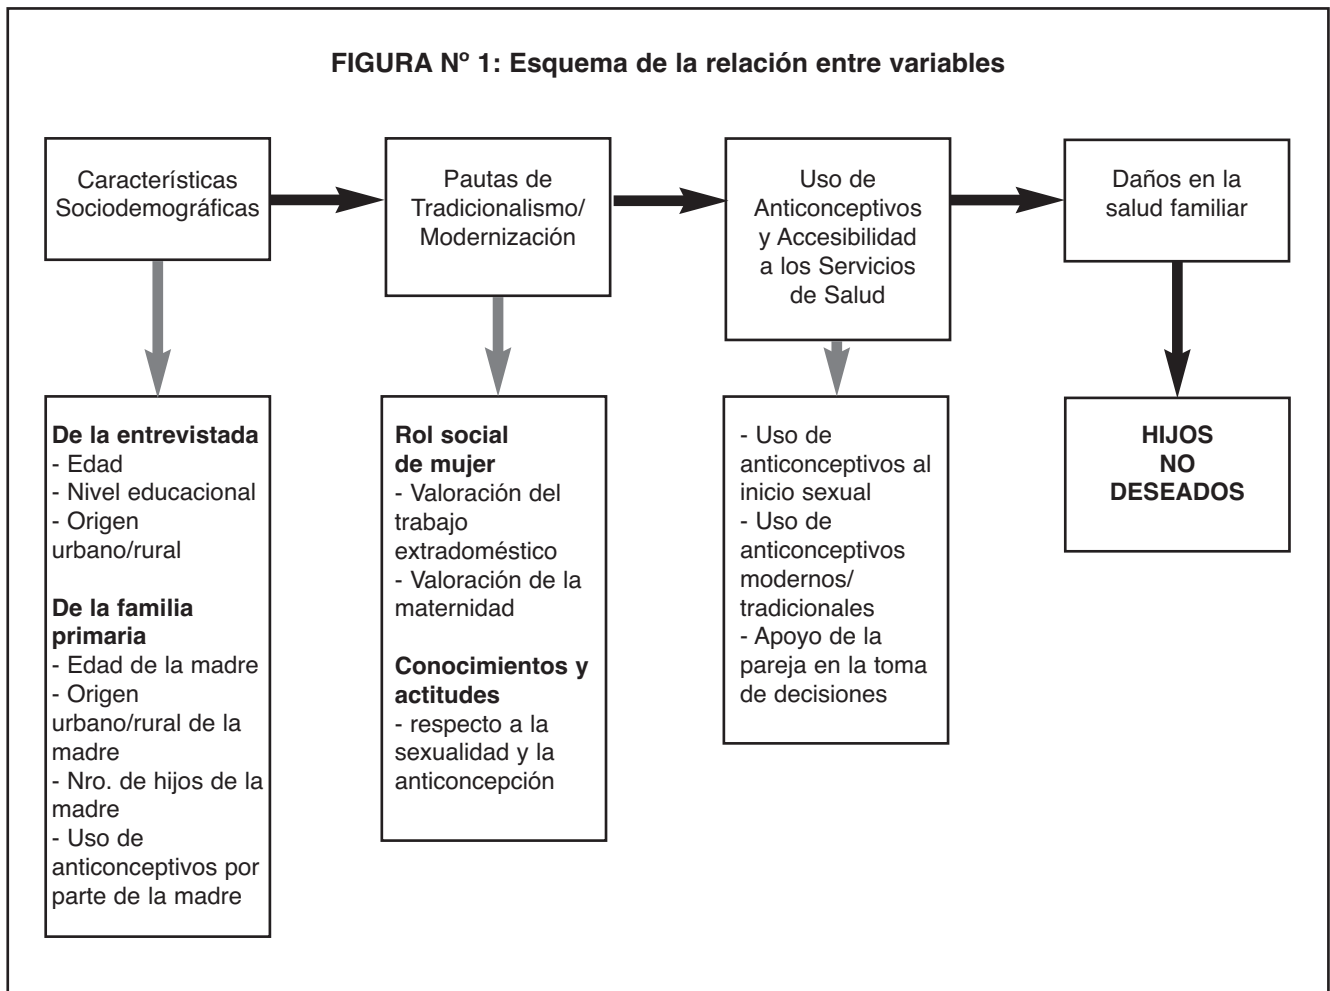 FIGURA Nº 1: Esquema de la relación entre variables
Características
Sociodemográficas
Pautas de
Tradicionalismo/
Modernización
Uso de
Anticonceptivos
y Accesibilidad
a los Servicios
de Salud
Daños en la
salud familiar
De la entrevistada
- Edad
- Nivel educacional
- Origen
urbano/rural
De la familia
primaria
- Edad de la madre
- Origen
urbano/rural de la
madre
- Nro. de hijos de la
madre
- Uso de
anticonceptivos por
parte de la madre
Rol social
de mujer
- Valoración del
trabajo
extradoméstico
- Valoración de la
maternidad
Conocimientos y
actitudes
- respecto a la
sexualidad y la
anticoncepción
- Uso de
anticonceptivos al
inicio sexual
- Uso de
anticonceptivos
modernos/
tradicionales
- Apoyo de la
pareja en la toma
de decisiones
HIJOS
NO
DESEADOS